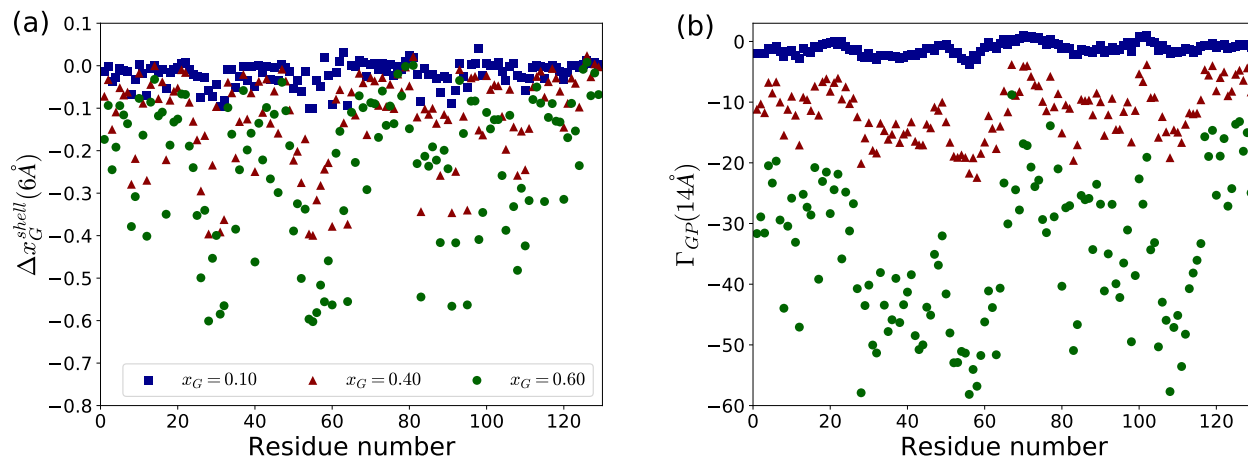 (a)
0.1
0.0
−0.1
−0.2
−0.3
−0.4
−0.5
−0.6
−0.7
−0.8
Δx_G^{shell}(6Å)
x_G = 0.10
x_G = 0.40
x_G = 0.60
0 20 40 60 80 100 120
Residue number
(b)
0
−10
−20
−30
−40
−50
−60
Γ_{GP}(14Å)
0 20 40 60 80 100 120
Residue number